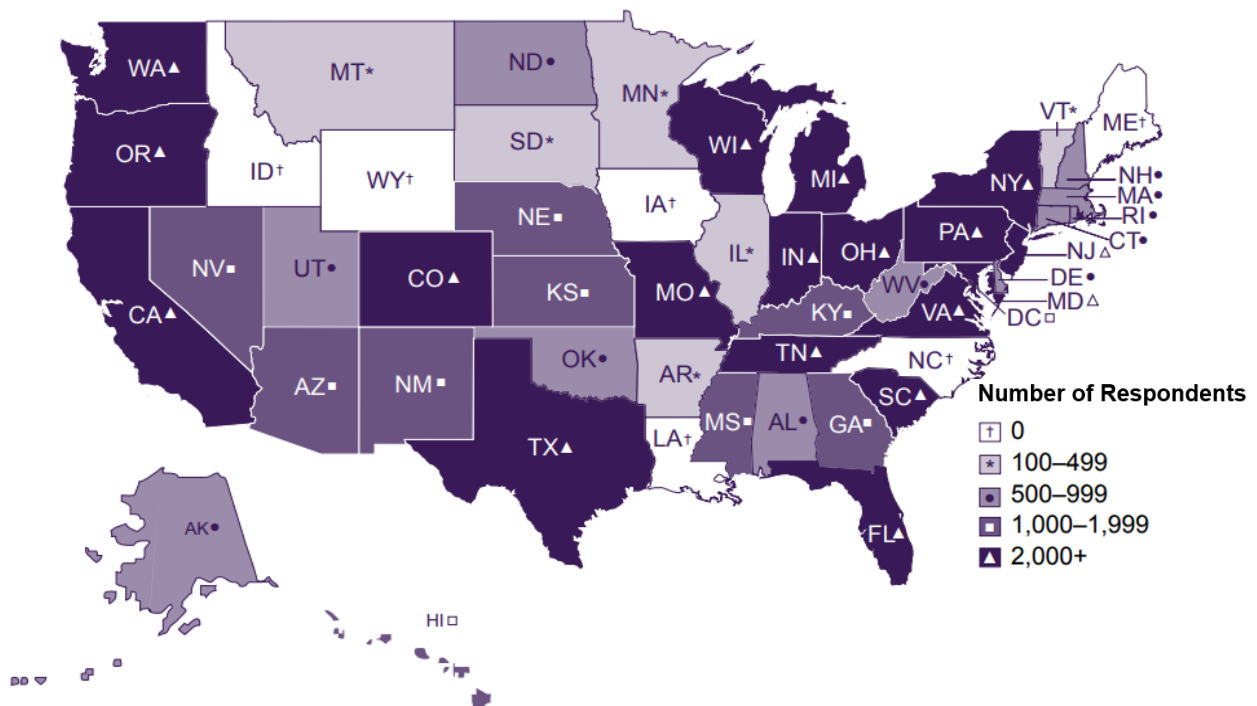 WA▲
MT*
ND●
MN*
VT*
ME†
OR▲
ID†
WY†
SD*
WI▲
MI▲
NY▲
NH●
MA●
RI●
CT●
NE■
IA†
PA▲
NJ△
NV■
UT●
CO▲
KS■
MO▲
IL*
IN▲
OH▲
WV●
DE●
MD△
DC□
CA▲
KY■
VA▲
AZ■
NM■
OK●
AR*
TN▲
NC†
SC▲
TX▲
LA†
MS■
AL●
GA■
FL▲
AK●
HI□
Number of Respondents
† 0
* 100–499
● 500–999
■ 1,000–1,999
▲ 2,000+